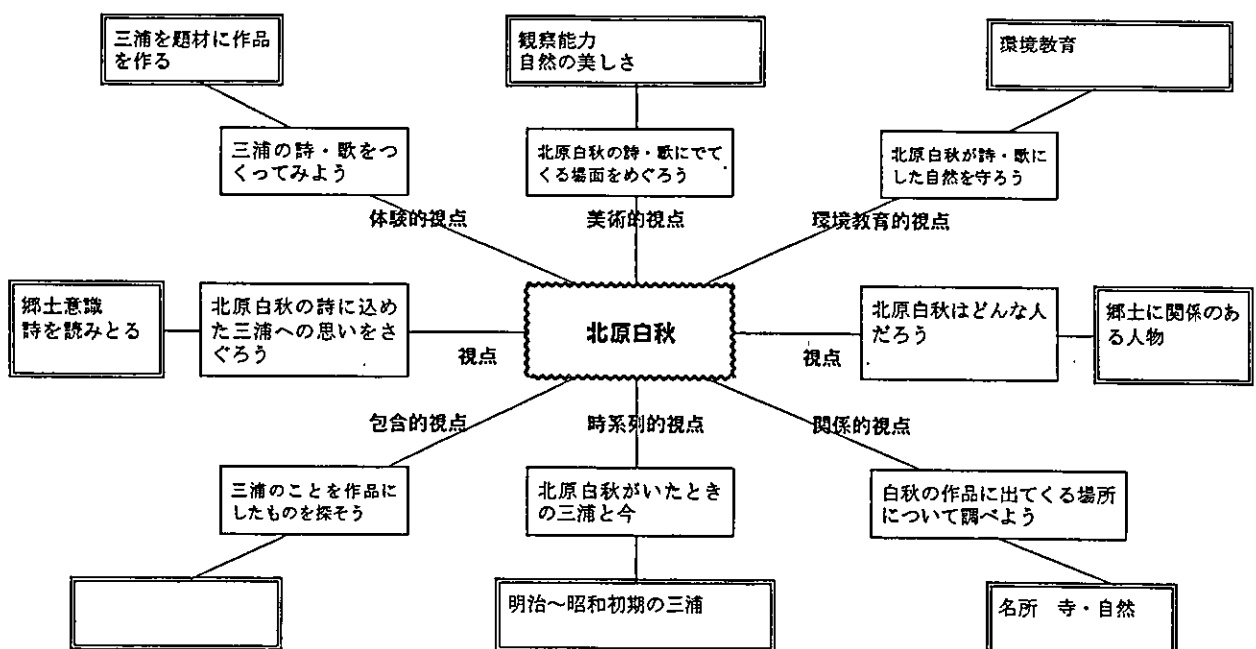 三浦を題材に作品
を作る
観察能力
自然の美しさ
環境教育
三浦の詩・歌をつ
くってみよう
北原白秋の詩・歌にでて
くる場面をめぐろう
北原白秋が詩・歌に
した自然を守ろう
体験的視点
美術的視点
環境教育的視点
郷土意識
詩を読みとる
北原白秋の詩に込め
た三浦への思いをさ
ぐろう
視点
北原白秋
視点
北原白秋はどんな人
だろう
郷土に関係のあ
る人物
包含的視点
時系列的視点
関係的視点
三浦のことを作品に
したものを探そう
北原白秋がいたとき
の三浦と今
白秋の作品に出てくる場所
について調べよう
明治～昭和初期の三浦
名所　寺・自然